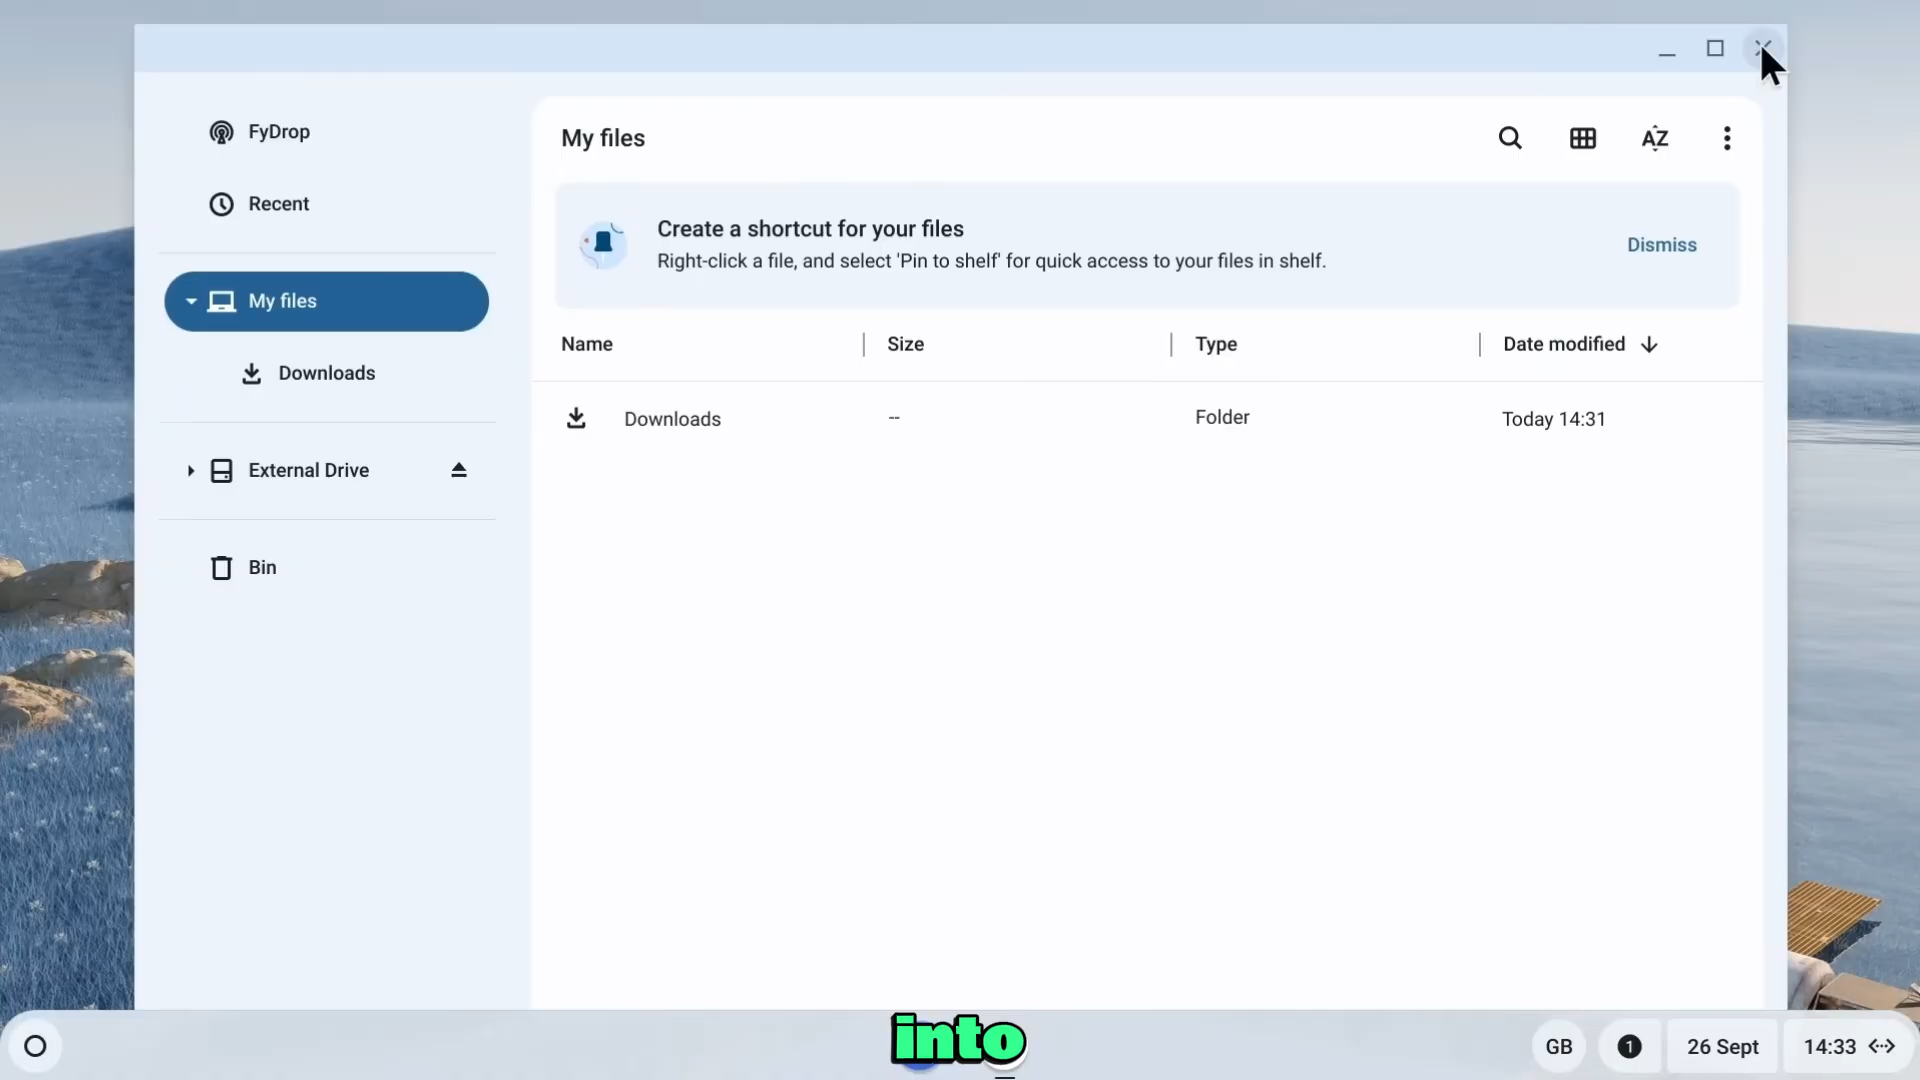 FyDrop
Recent
My files
Downloads
External Drive
Bin
My files
AZ
Create a shortcut for your files
Right-click a file, and select 'Pin to shelf' for quick access to your files in shelf.
Dismiss
Name Size Type Date modified
Downloads -- Folder Today 14:31
into
GB 1 26 Sept 14:33